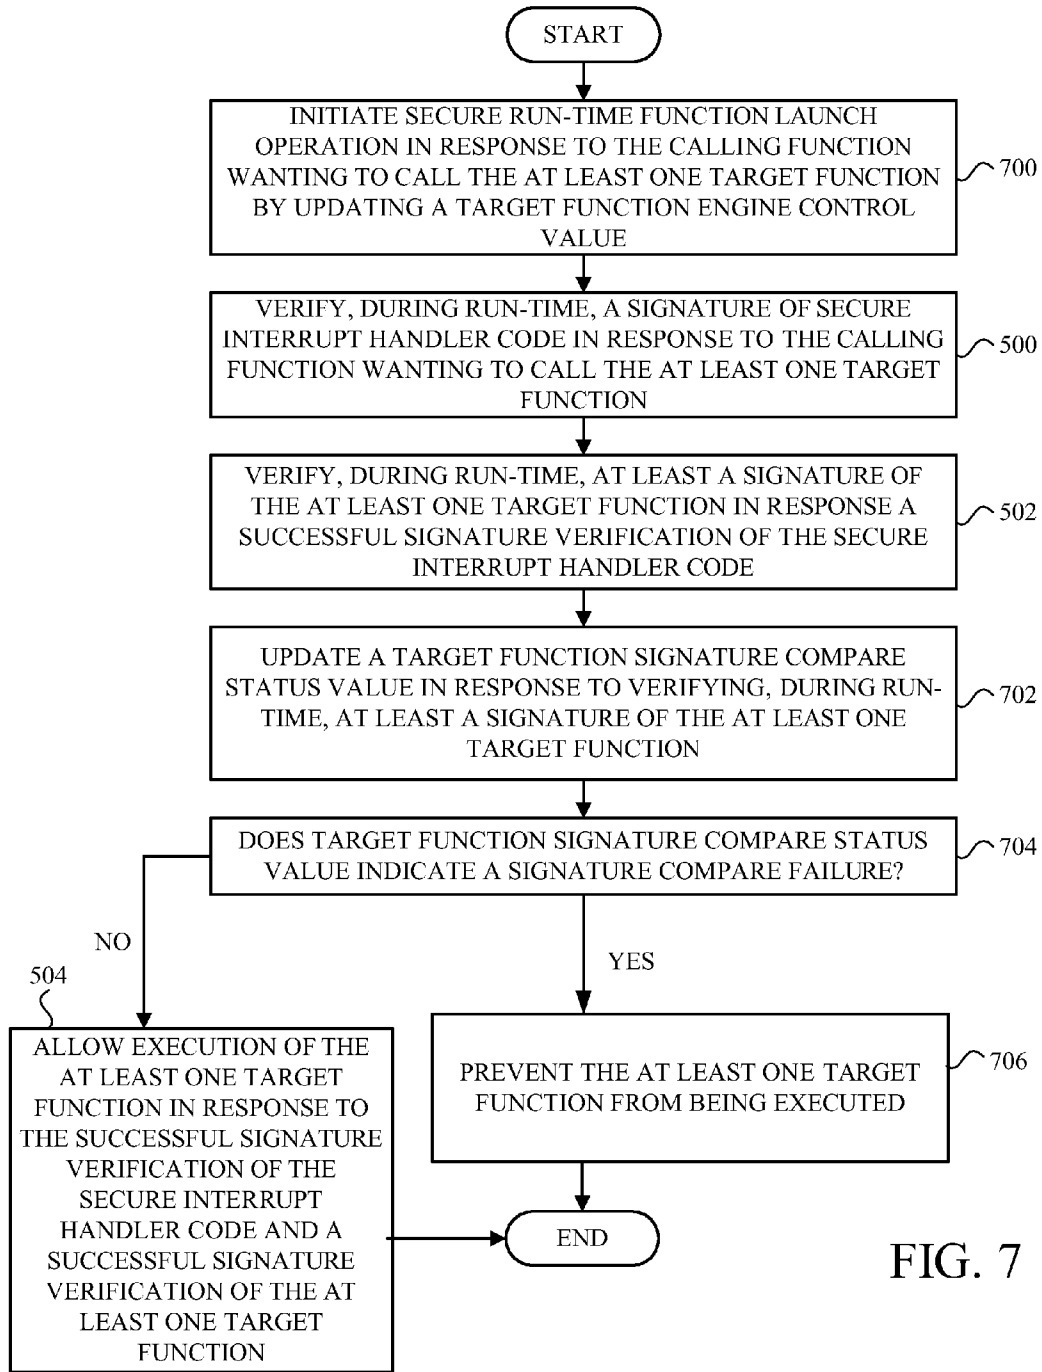 START
INITIATE SECURE RUN-TIME FUNCTION LAUNCH
OPERATION IN RESPONSE TO THE CALLING FUNCTION
WANTING TO CALL THE AT LEAST ONE TARGET FUNCTION
BY UPDATING A TARGET FUNCTION ENGINE CONTROL
VALUE
700
VERIFY, DURING RUN-TIME, A SIGNATURE OF SECURE
INTERRUPT HANDLER CODE IN RESPONSE TO THE CALLING
FUNCTION WANTING TO CALL THE AT LEAST ONE TARGET
FUNCTION
500
VERIFY, DURING RUN-TIME, AT LEAST A SIGNATURE OF
THE AT LEAST ONE TARGET FUNCTION IN RESPONSE A
SUCCESSFUL SIGNATURE VERIFICATION OF THE SECURE
INTERRUPT HANDLER CODE
502
UPDATE A TARGET FUNCTION SIGNATURE COMPARE
STATUS VALUE IN RESPONSE TO VERIFYING, DURING RUN-
TIME, AT LEAST A SIGNATURE OF THE AT LEAST ONE
TARGET FUNCTION
702
DOES TARGET FUNCTION SIGNATURE COMPARE STATUS
VALUE INDICATE A SIGNATURE COMPARE FAILURE?
704
NO
YES
504
ALLOW EXECUTION OF THE
AT LEAST ONE TARGET
FUNCTION IN RESPONSE TO
THE SUCCESSFUL SIGNATURE
VERIFICATION OF THE
SECURE INTERRUPT
HANDLER CODE AND A
SUCCESSFUL SIGNATURE
VERIFICATION OF THE AT
LEAST ONE TARGET
FUNCTION
PREVENT THE AT LEAST ONE TARGET
FUNCTION FROM BEING EXECUTED
706
END
FIG. 7